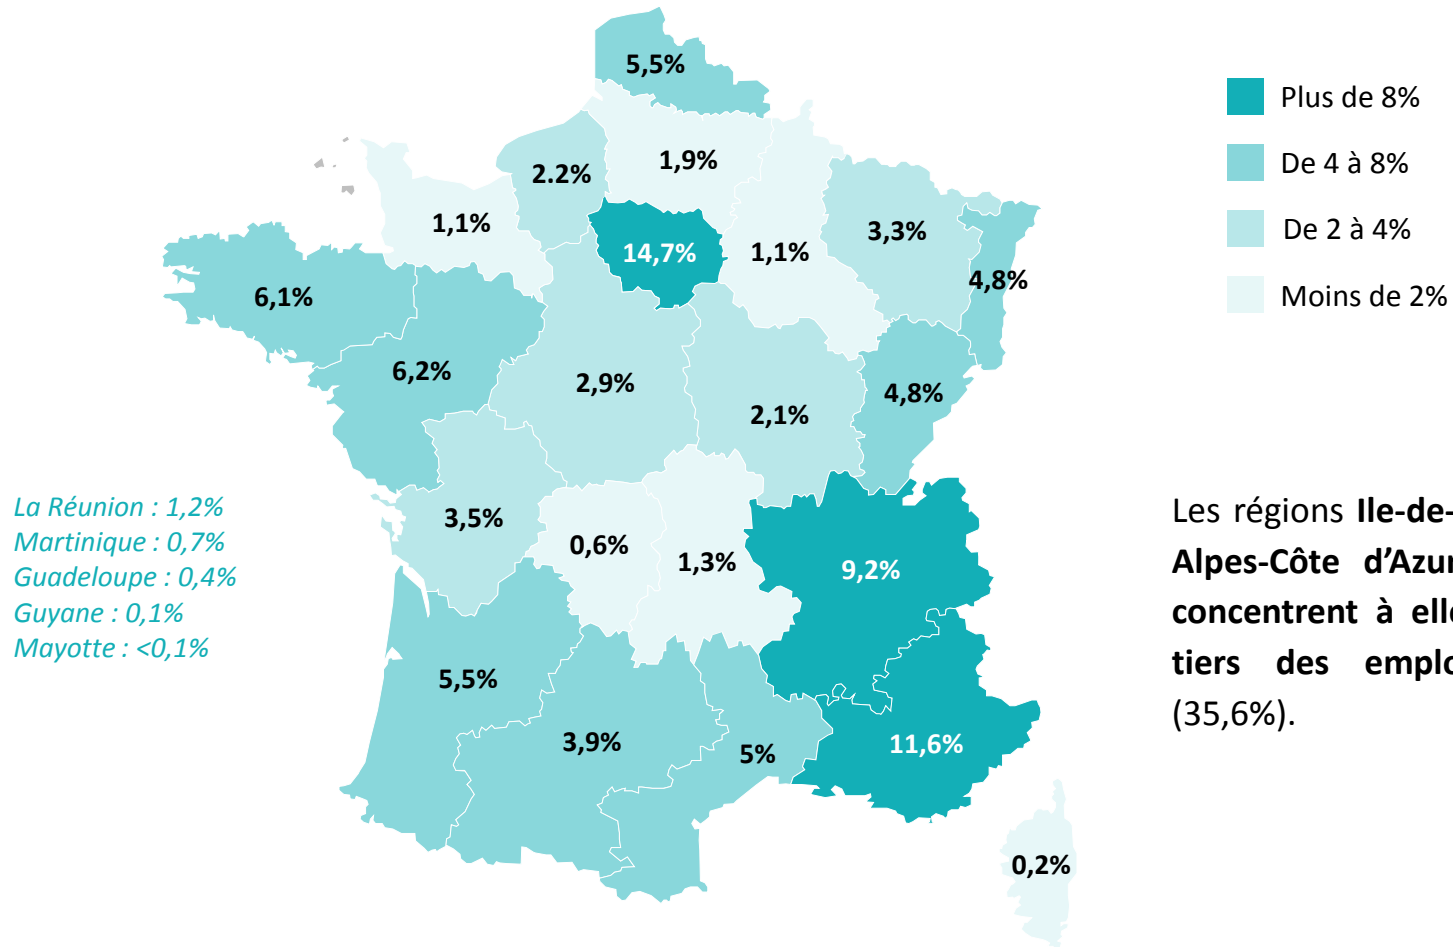 5,5%
Plus de 8%
1,9%
2.2%
De 4 à 8%
1,1%
14,7%
1,1%
3,3%
De 2 à 4%
4,8%
6,1%
Moins de 2%
6,2%
2,9%
2,1%
4,8%
La Réunion : 1,2%
Martinique : 0,7%
Guadeloupe : 0,4%
Guyane : 0,1%
Mayotte : <0,1%
3,5%
0,6%
1,3%
9,2%
5,5%
3,9%
5%
11,6%
0,2%
Les régions Ile-de-
Alpes-Côte d’Azur
concentrent à elle
tiers des emplo
(35,6%).